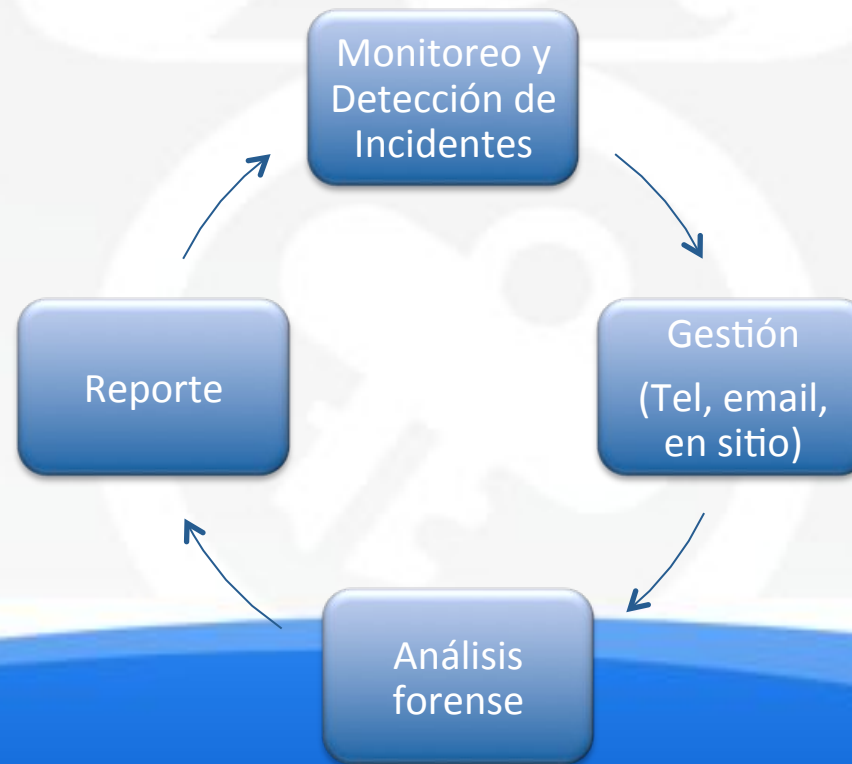 Monitoreo y
Detección de
Incidentes
Gestión
(Tel, email,
en sitio)
Análisis
forense
Reporte